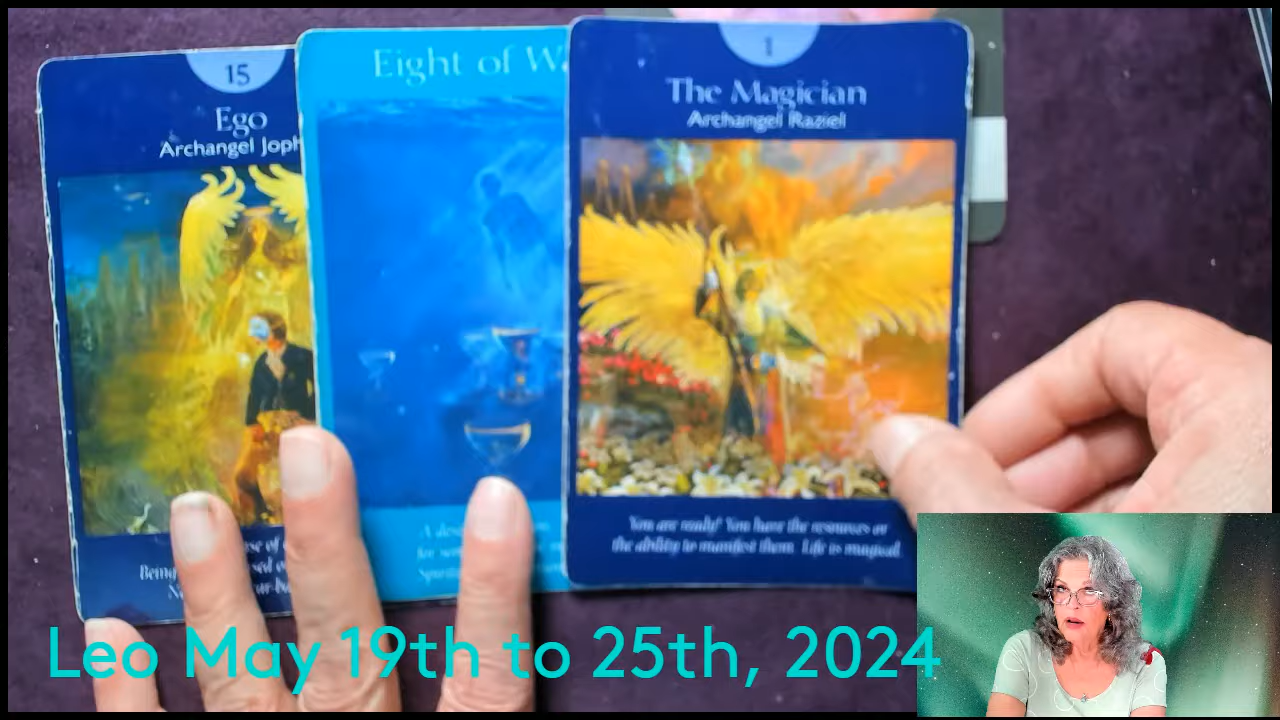 15
Ego
Archangel Joph
Eight of Wa
1
The Magician
Archangel Raziel
You are ready! You have the resources or
the ability to manifest them. Life is magical.
Leo May 19th to 25th, 2024